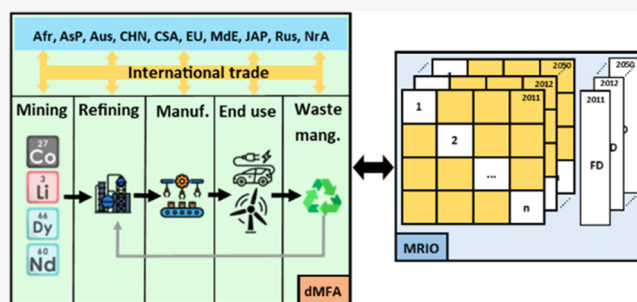 Afr, AsP, Aus, CHN, CSA, EU, MdE, JAP, Rus, NrA
International trade
Mining Refining Manuf. End use Waste
mang.
27
Co
3
Li
66
Dy
60
Nd
dMFA
2050
2012
2011
1
2
...
n
2050
2012
2011
FD
D
MRIO